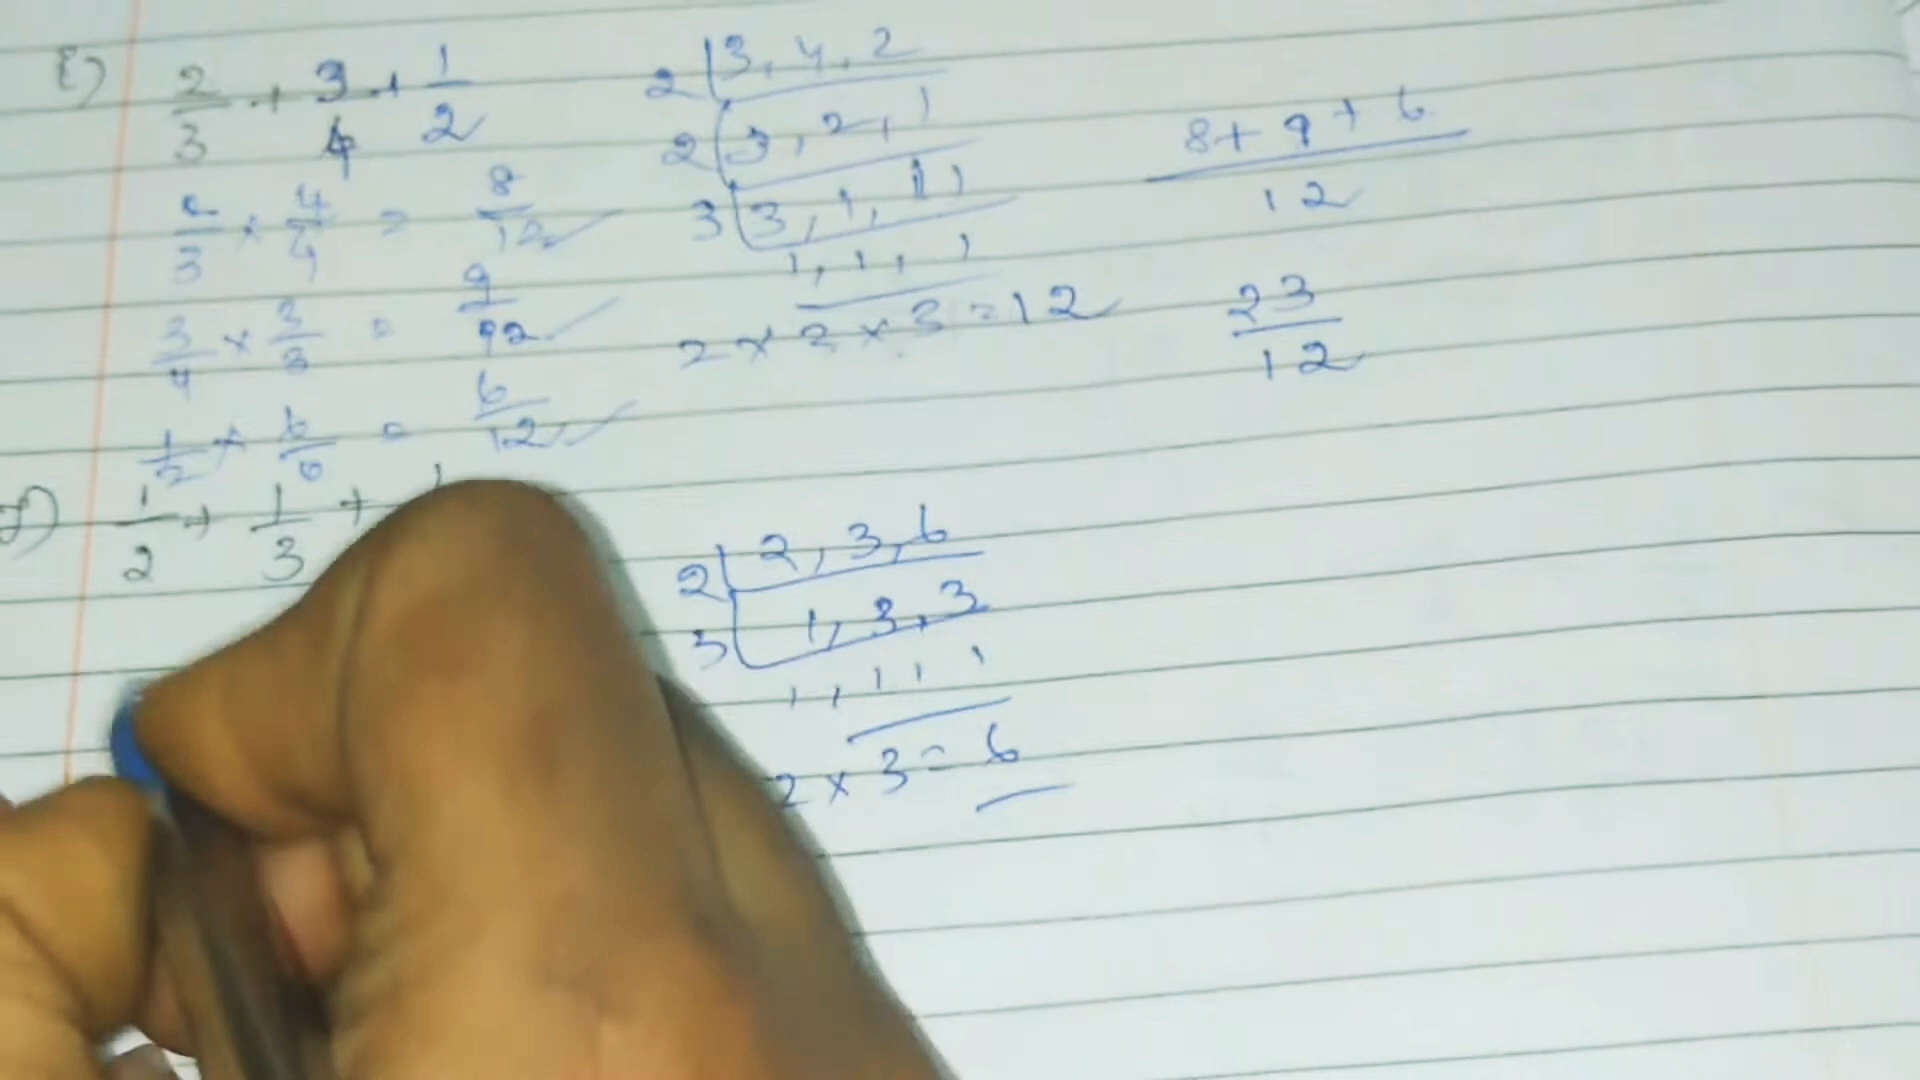 E) 2/3 + 3/4 + 1/2
2/3 × 4/4 = 8/12
3/4 × 3/3 = 9/12
1/2 × 6/6 = 6/12
2 | 3, 4, 2
2 | 3, 2, 1
3 | 3, 1, 1
1, 1, 1
2 × 2 × 3 = 12
8 + 9 + 6 / 12
23/12
1/2 + 1/3 +
2 | 2, 3, 6
3 | 1, 3, 3
1, 1, 1
2 × 3 = 6